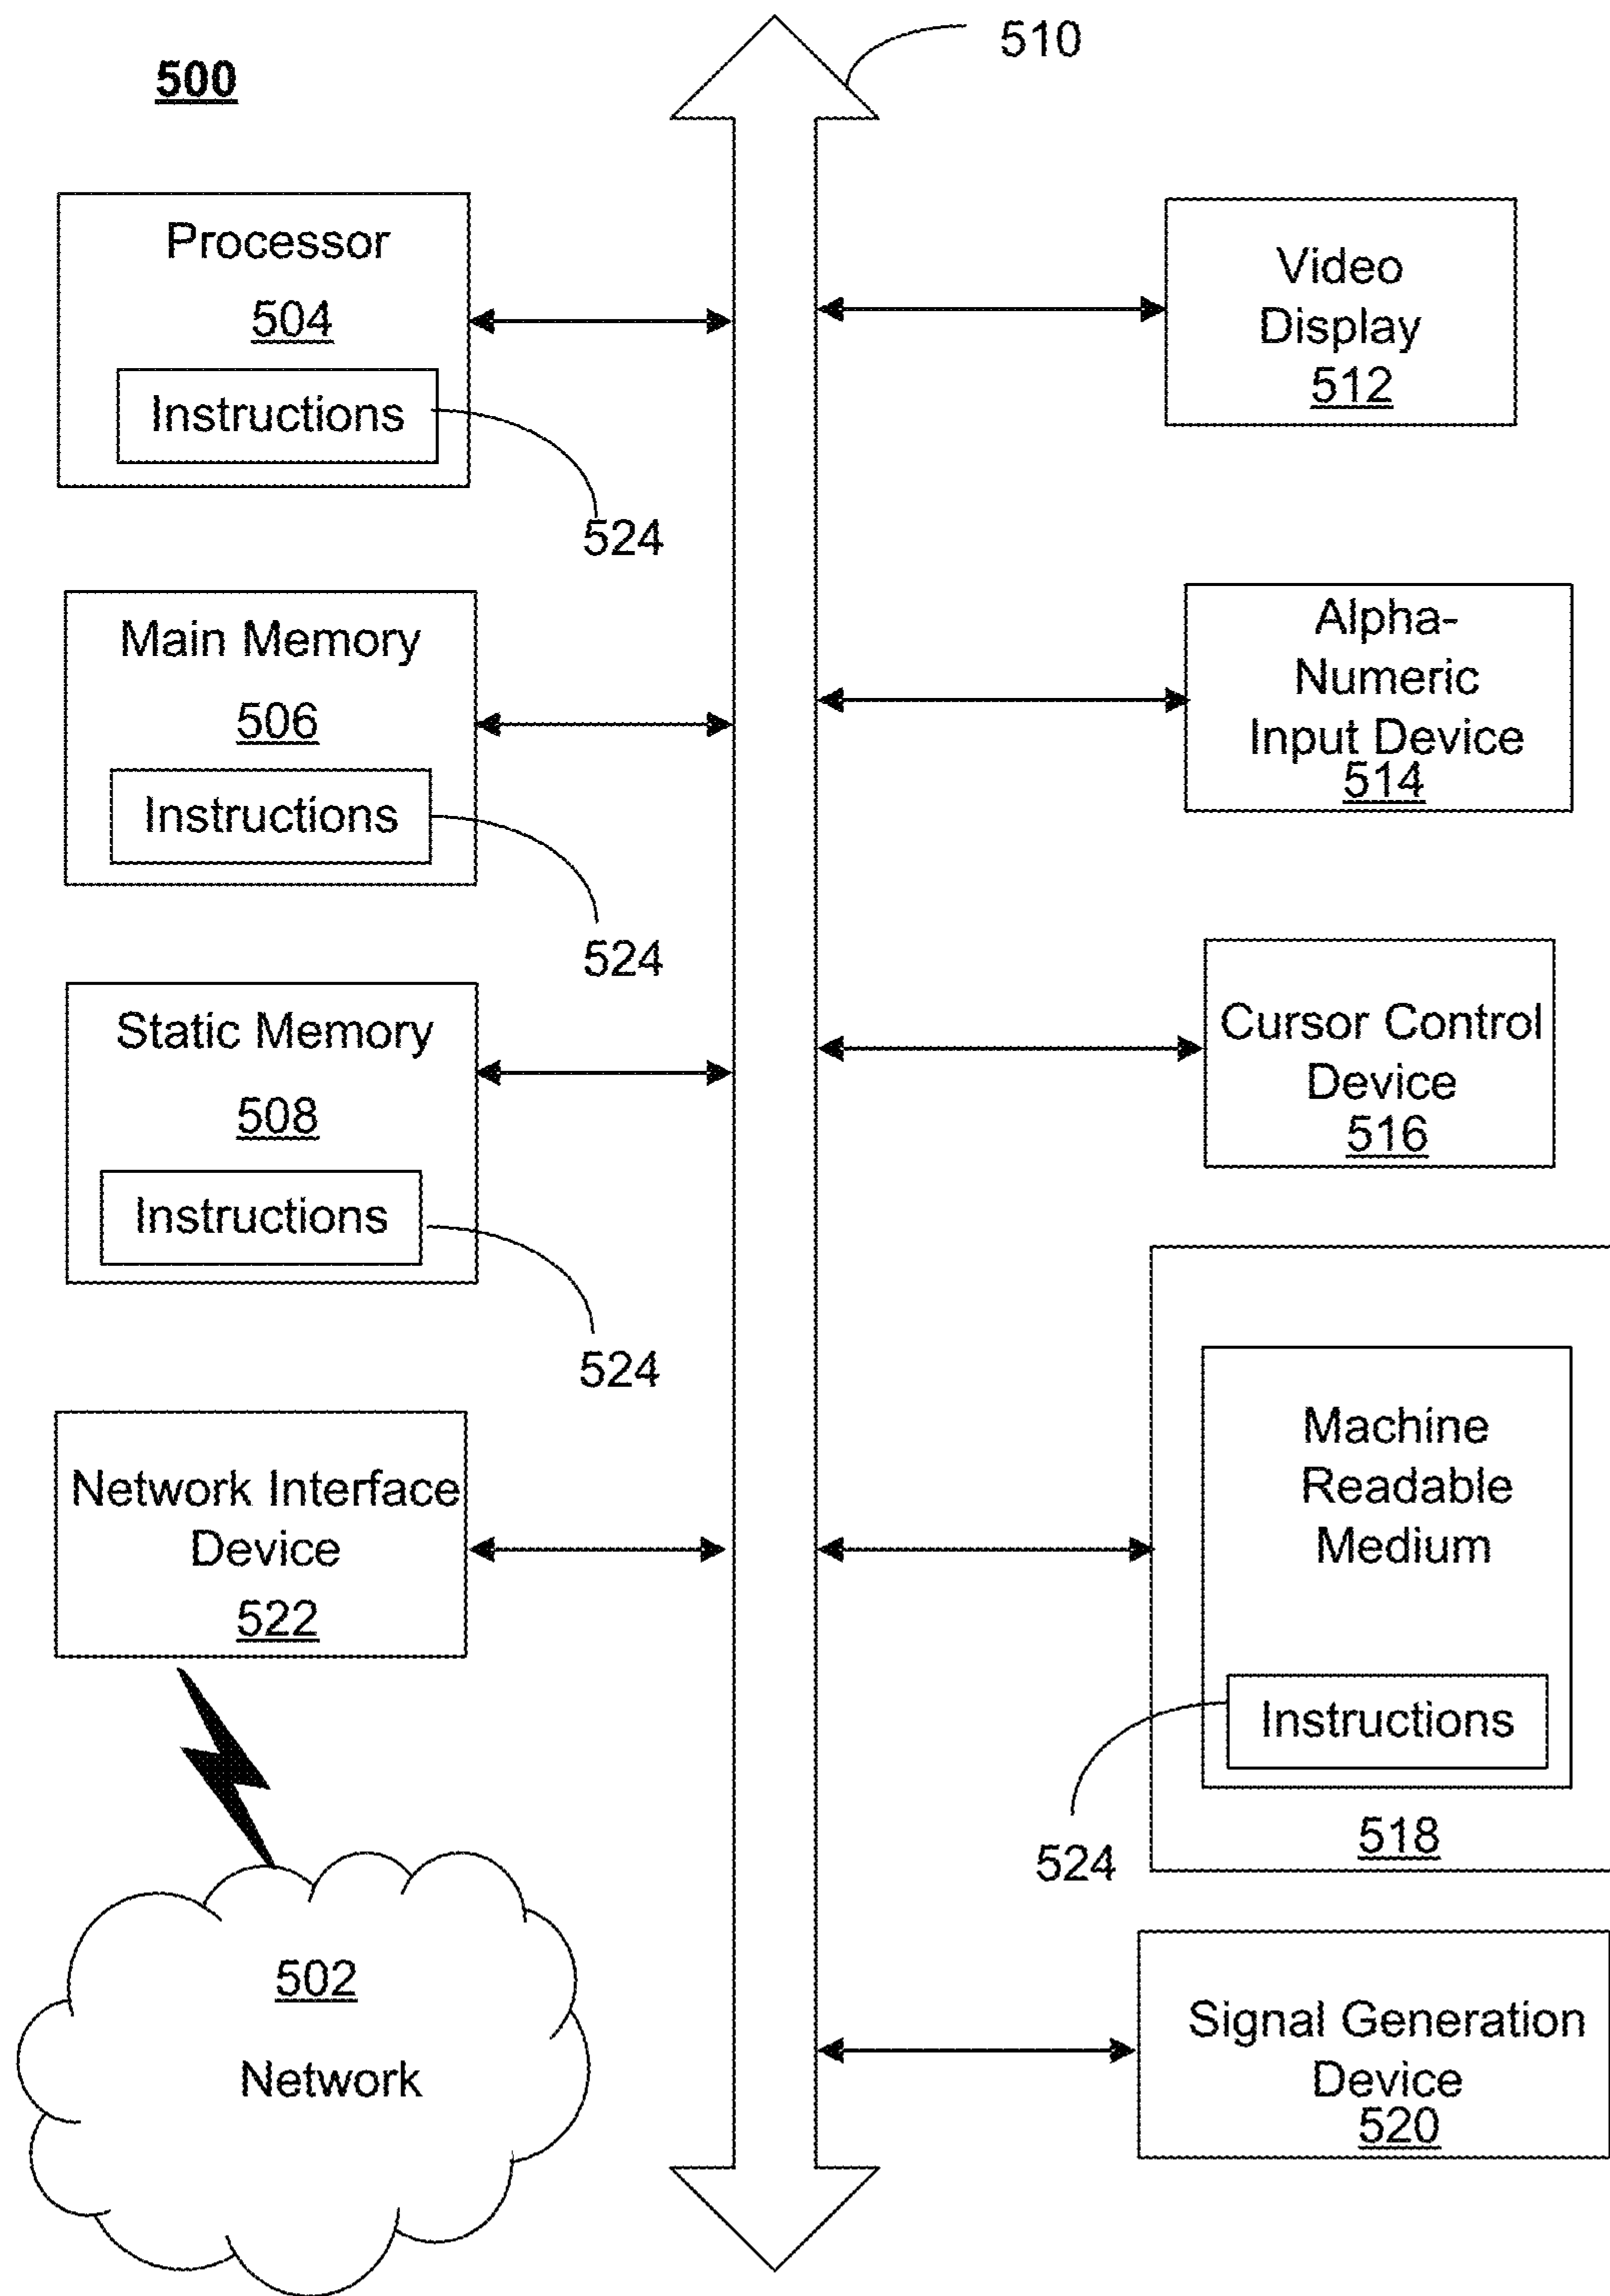 500
510
Processor
504
Instructions
524
Main Memory
506
Instructions
524
Static Memory
508
Instructions
524
Network Interface
Device
522
502
Network
Video
Display
512
Alpha-
Numeric
Input Device
514
Cursor Control
Device
516
Machine
Readable
Medium
Instructions
524
518
Signal Generation
Device
520